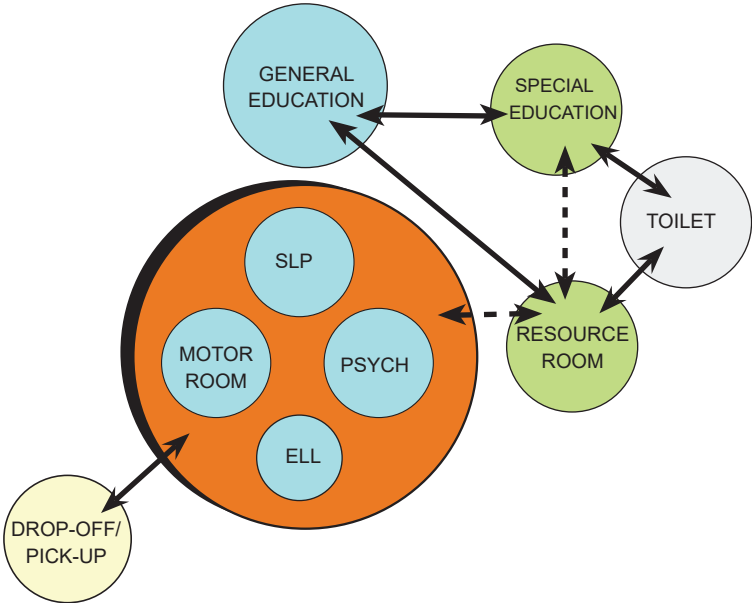 GENERAL
EDUCATION
SPECIAL
EDUCATION
TOILET
SLP
MOTOR
ROOM
PSYCH
RESOURCE
ROOM
ELL
DROP-OFF/
PICK-UP